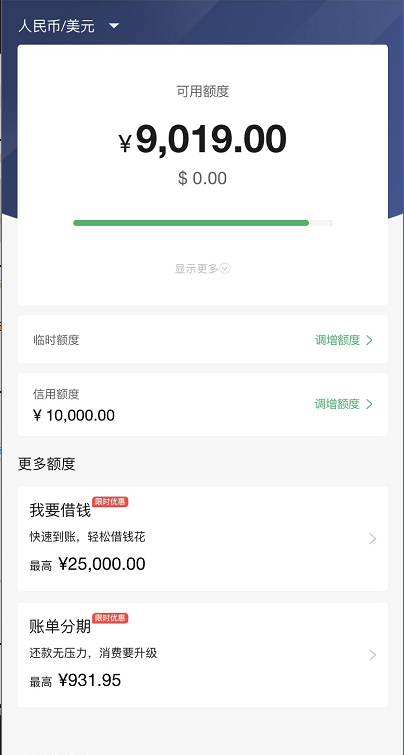 人民币/美元
可用额度
¥9,019.00
$ 0.00
显示更多
临时额度
调增额度
信用额度
调增额度
¥ 10,000.00
更多额度
我要借钱 限时优惠
快速到账，轻松借钱花
最高 ¥25,000.00
账单分期 限时优惠
还款无压力，消费要升级
最高 ¥931.95